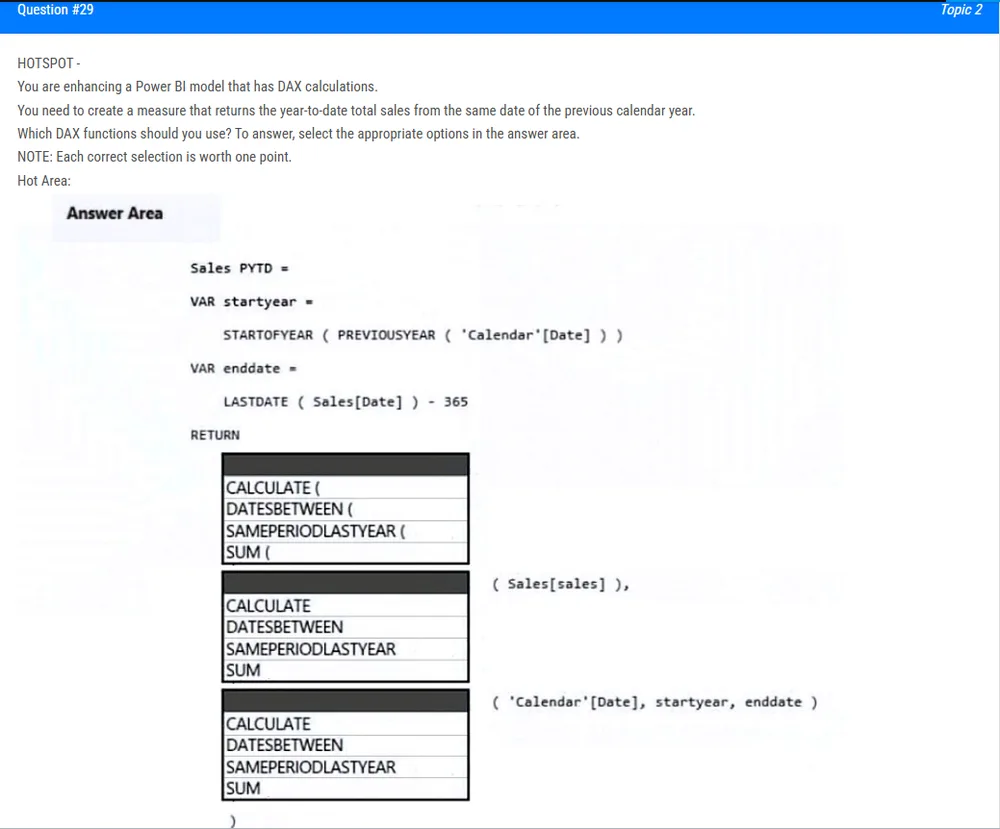 Question #29
Topic 2
HOTSPOT -
You are enhancing a Power BI model that has DAX calculations.
You need to create a measure that returns the year-to-date total sales from the same date of the previous calendar year.
Which DAX functions should you use? To answer, select the appropriate options in the answer area.
NOTE: Each correct selection is worth one point.
Hot Area:
Answer Area
Sales PYTD =
VAR startyear =
STARTOFYEAR ( PREVIOUSYEAR ( 'Calendar'[Date] ) )
VAR enddate =
LASTDATE ( Sales[Date] ) - 365
RETURN
CALCULATE (
DATESBETWEEN (
SAMEPERIODLASTYEAR (
SUM (
( Sales[sales] ),
CALCULATE
DATESBETWEEN
SAMEPERIODLASTYEAR
SUM
( 'Calendar'[Date], startyear, enddate )
CALCULATE
DATESBETWEEN
SAMEPERIODLASTYEAR
SUM
)